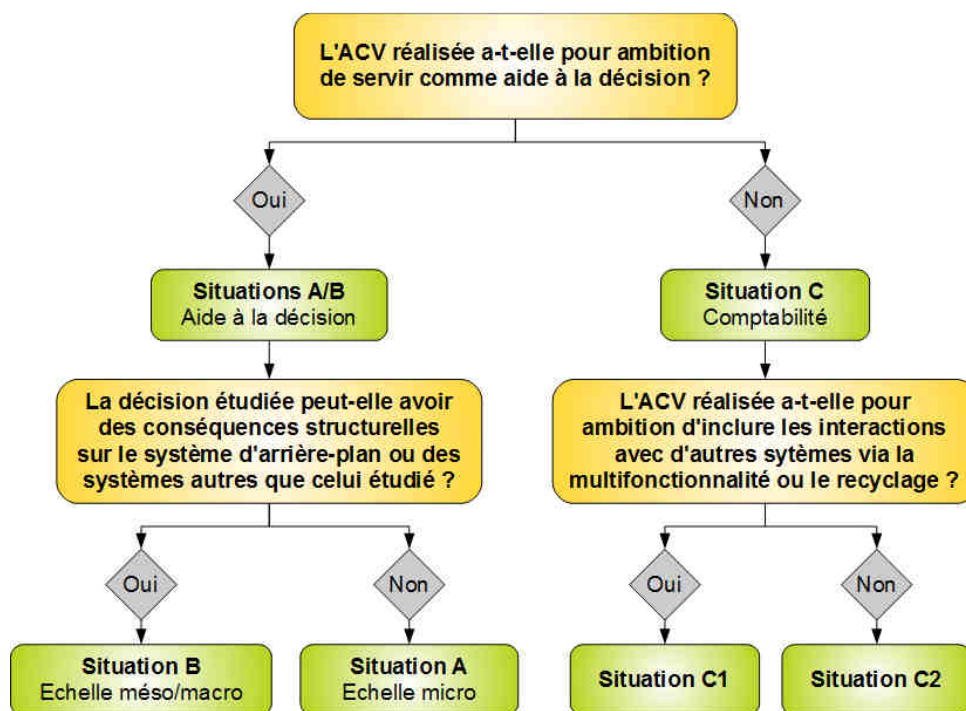 L'ACV réalisée a-t-elle pour ambition
de servir comme aide à la décision ?
Oui
Non
Situations A/B
Aide à la décision
Situation C
Comptabilité
La décision étudiée peut-elle avoir
des conséquences structurelles
sur le système d'arrière-plan ou des
systèmes autres que celui étudié ?
L'ACV réalisée a-t-elle pour
ambition d'inclure les interactions
avec d'autres sytèmes via la
multifonctionnalité ou le recyclage ?
Oui
Non
Oui
Non
Situation B
Echelle méso/macro
Situation A
Echelle micro
Situation C1
Situation C2